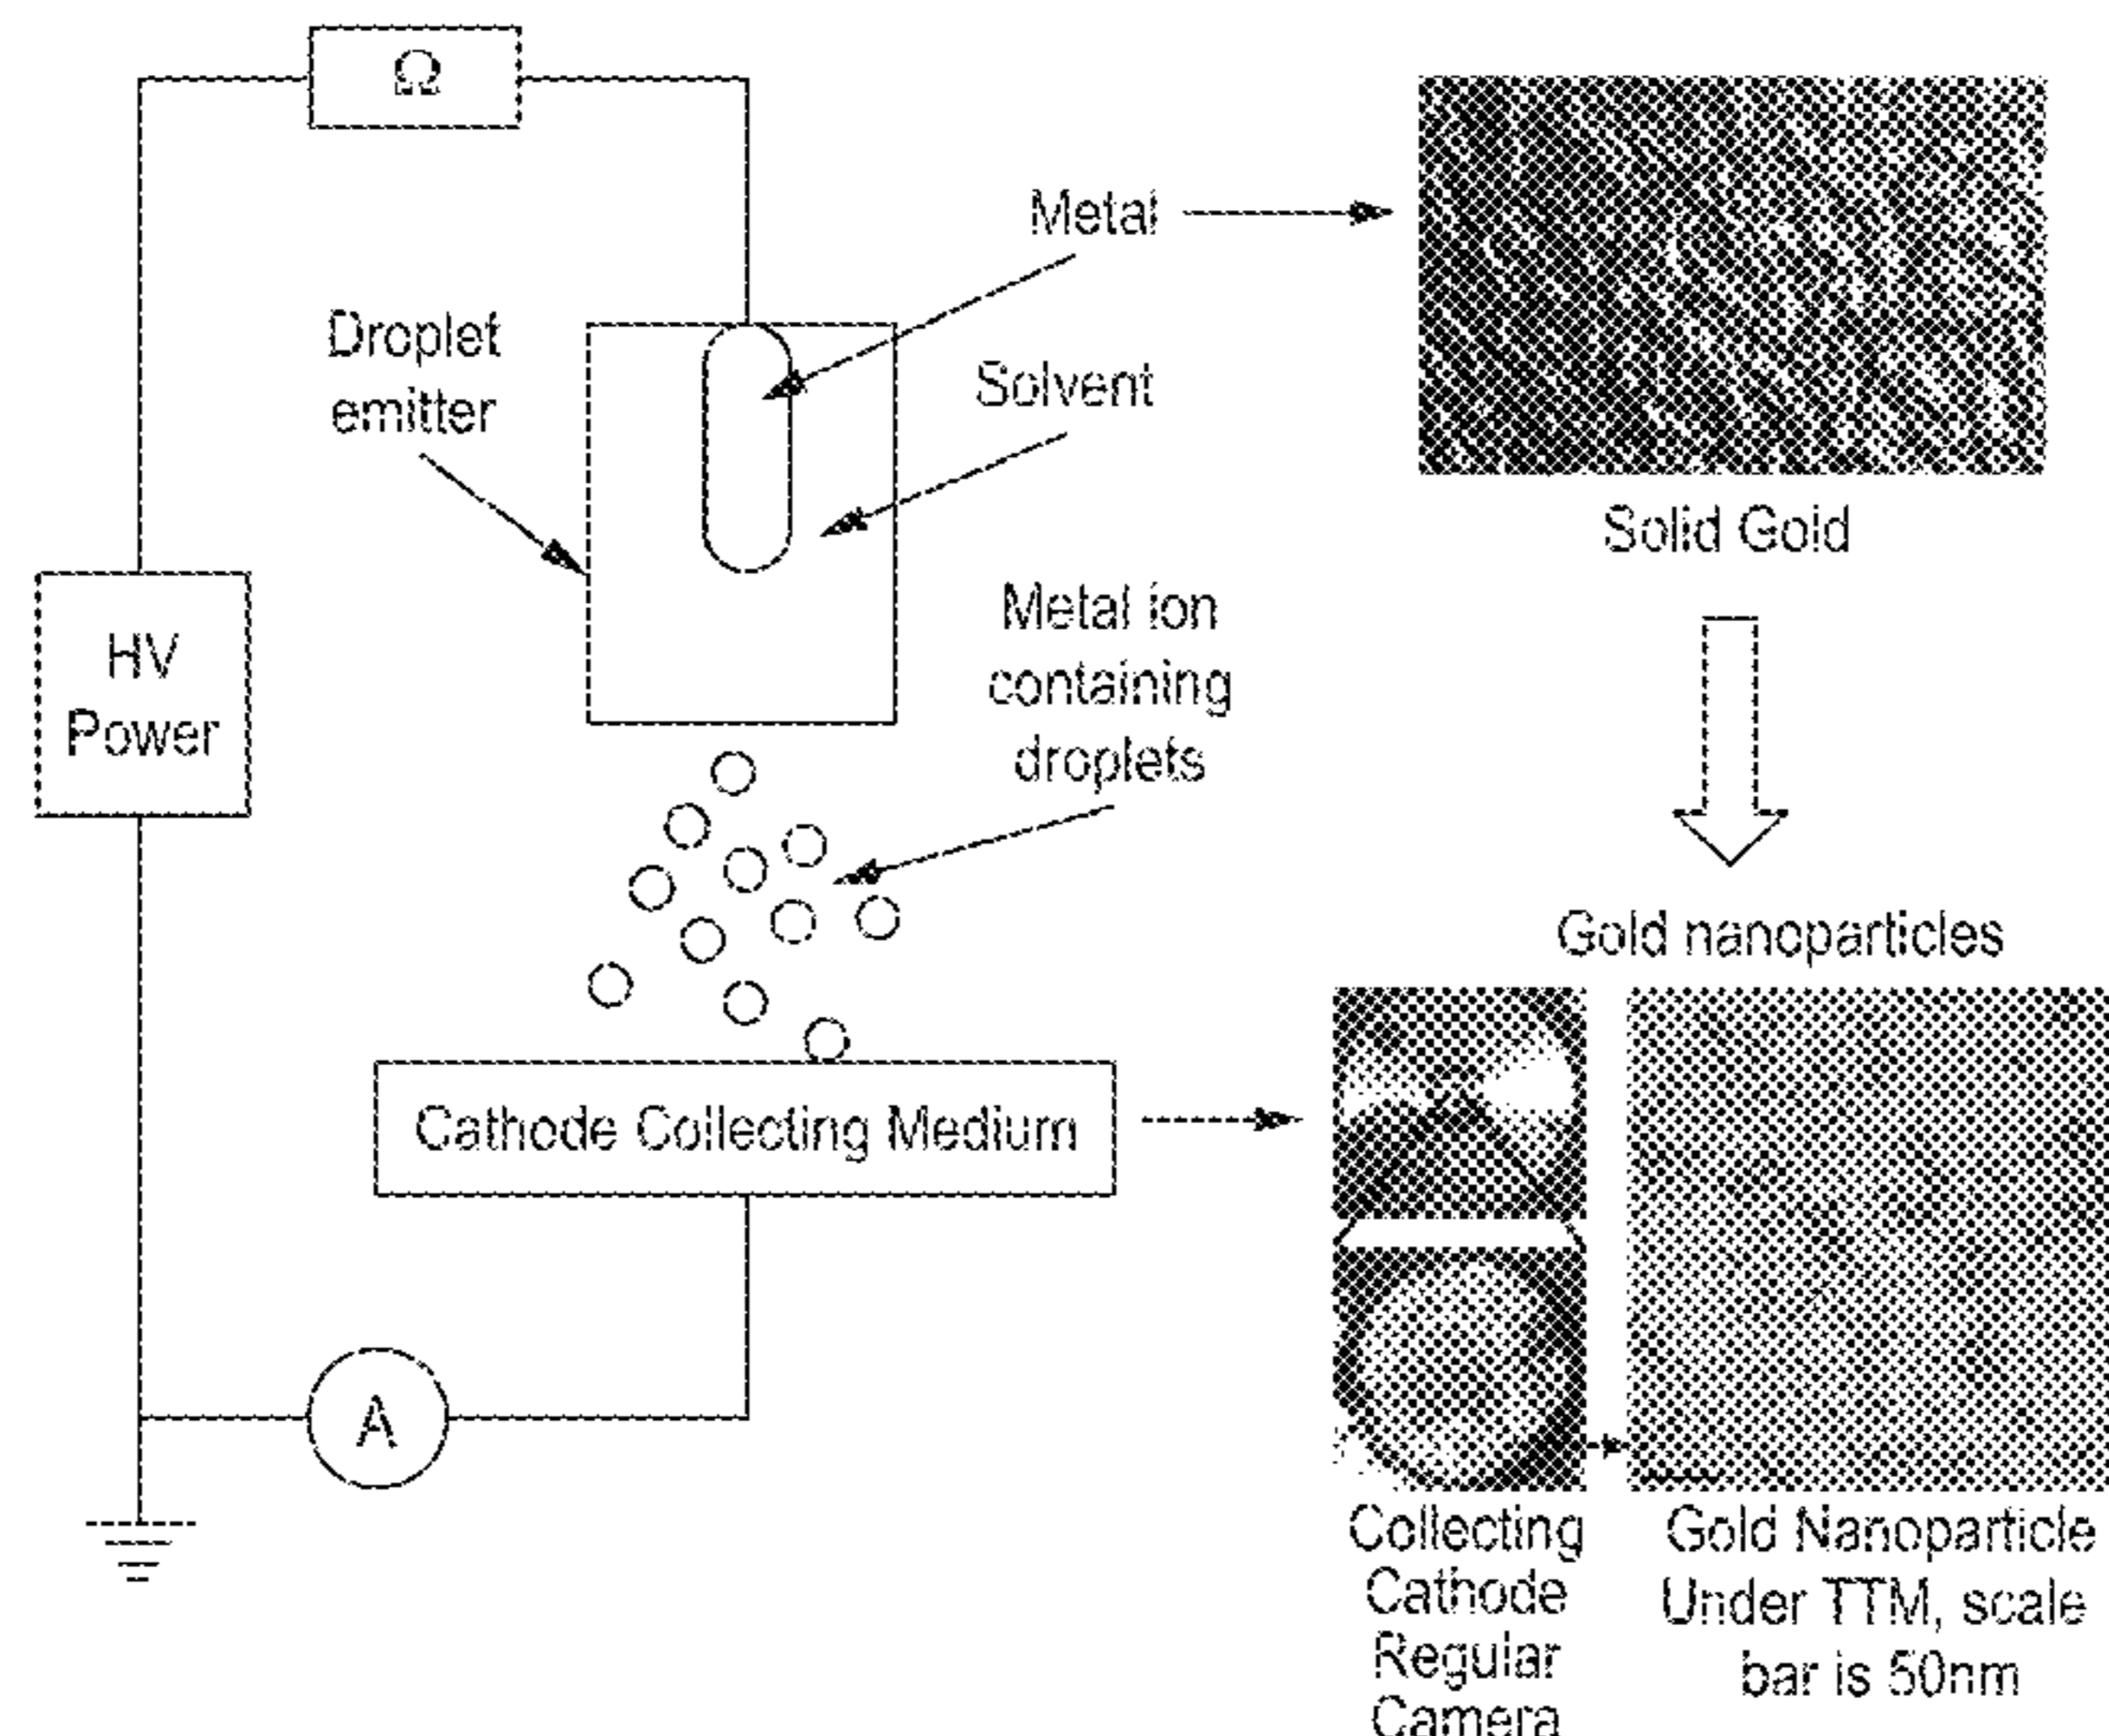 Ω
Metal
Droplet
emitter
Solvent
Solid Gold
HV
Power
Metal ion
containing
droplets
Gold nanoparticles
Cathode Collecting Medium
A
Collecting
Cathode
Regular
Camera
Gold Nanoparticle
Under TTM, scale
bar is 50nm